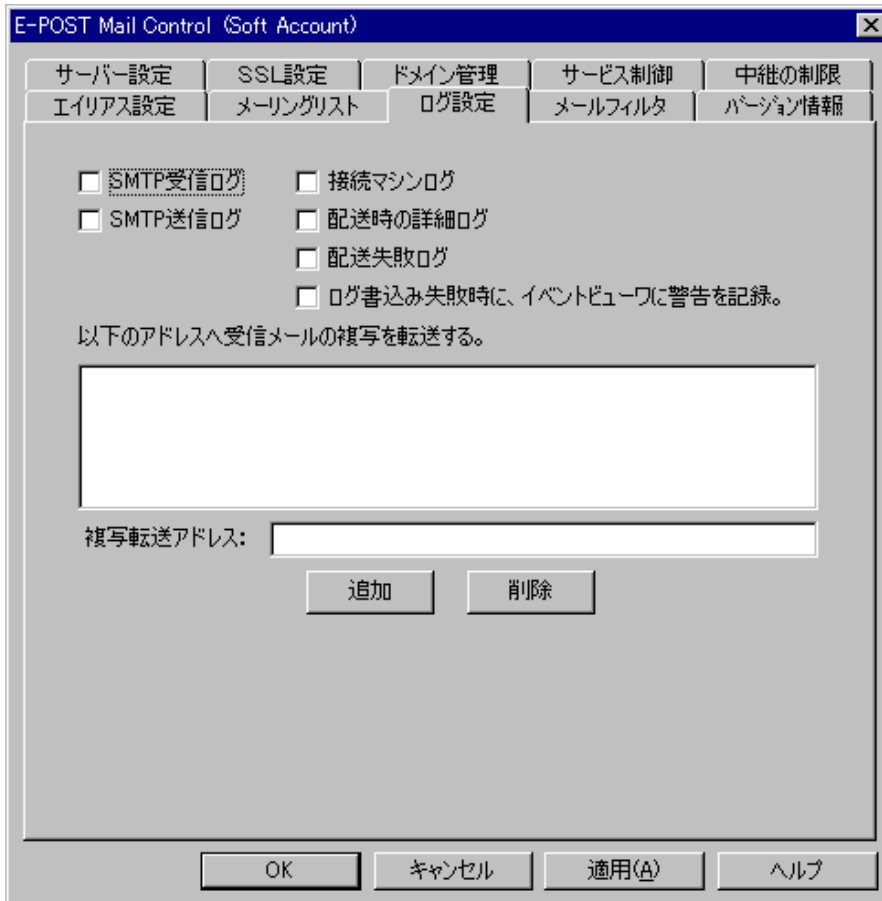 E-POST Mail Control (Soft Account)
サーバー設定 SSL設定 ドメイン管理 サービス制御 中継の制限
エイリアス設定 メーリングリスト ログ設定 メールフィルタ バージョン情報
SMTP受信ログ 接続マシンログ
SMTP送信ログ 配送時の詳細ログ
配送失敗ログ
ログ書込み失敗時に、イベントビューワに警告を記録。
以下のアドレスへ受信メールの複写を転送する。
複写転送アドレス:
追加 削除
OK キャンセル 適用(A) ヘルプ